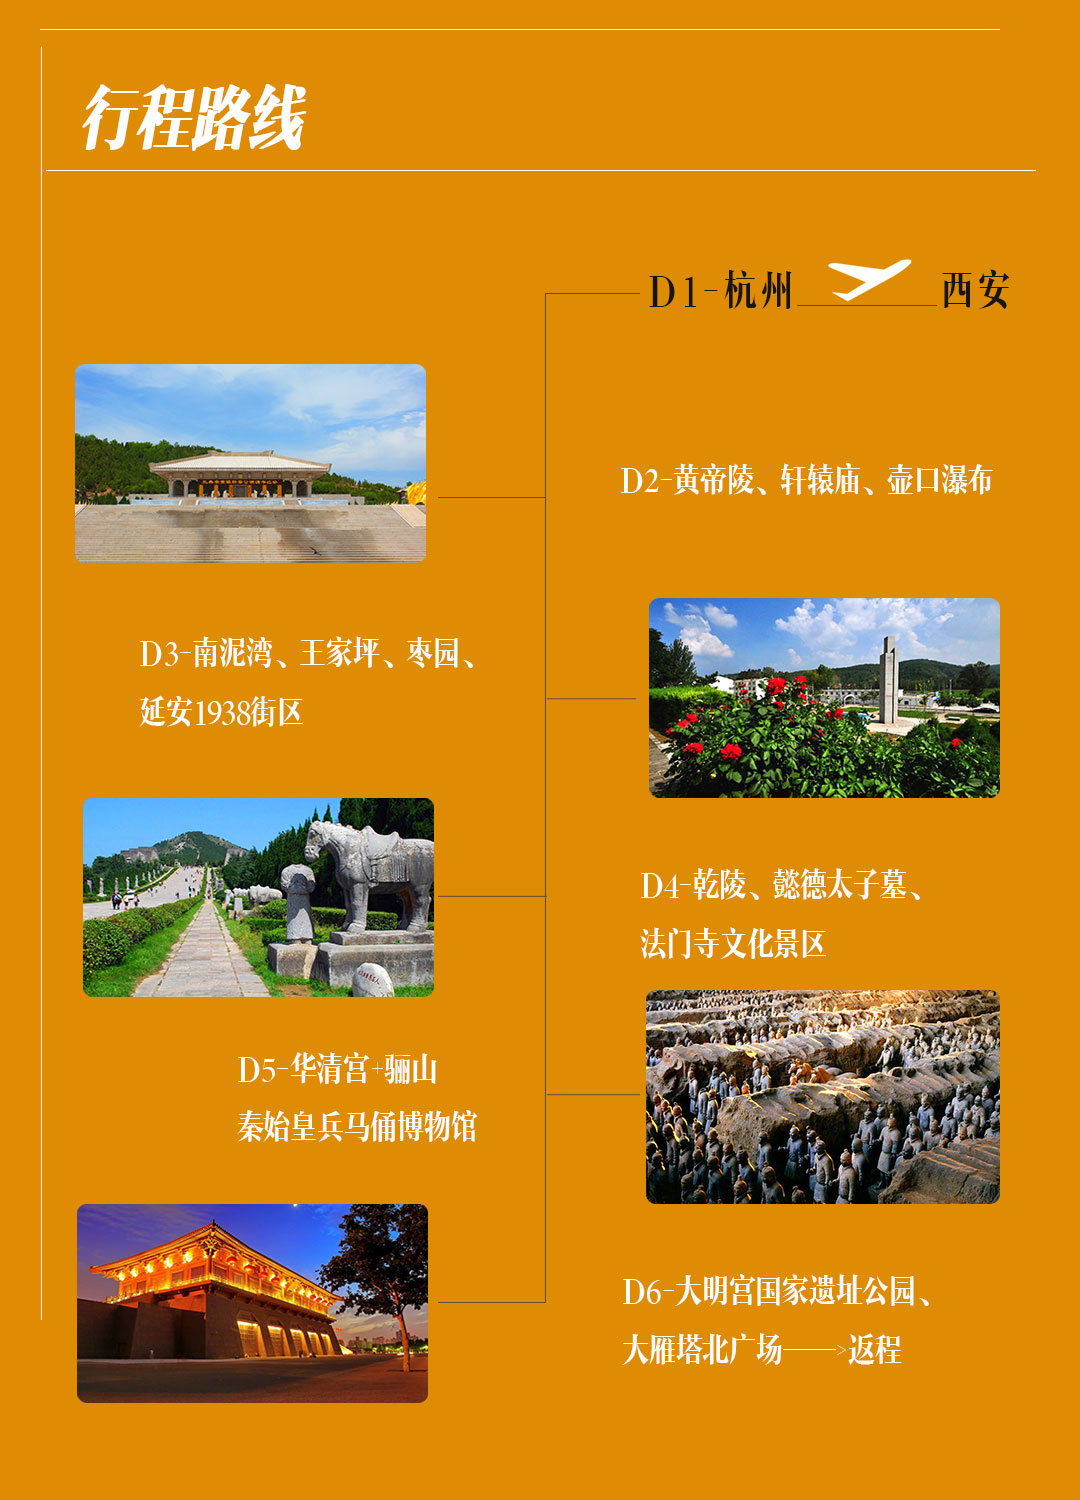 行程路线
D1-杭州 西安
D2-黄帝陵、轩辕庙、壶口瀑布
D3-南泥湾、王家坪、枣园、
延安1938街区
D4-乾陵、懿德太子墓、
法门寺文化景区
D5-华清宫+骊山
秦始皇兵马俑博物馆
D6-大明宫国家遗址公园、
大雁塔北广场——>返程